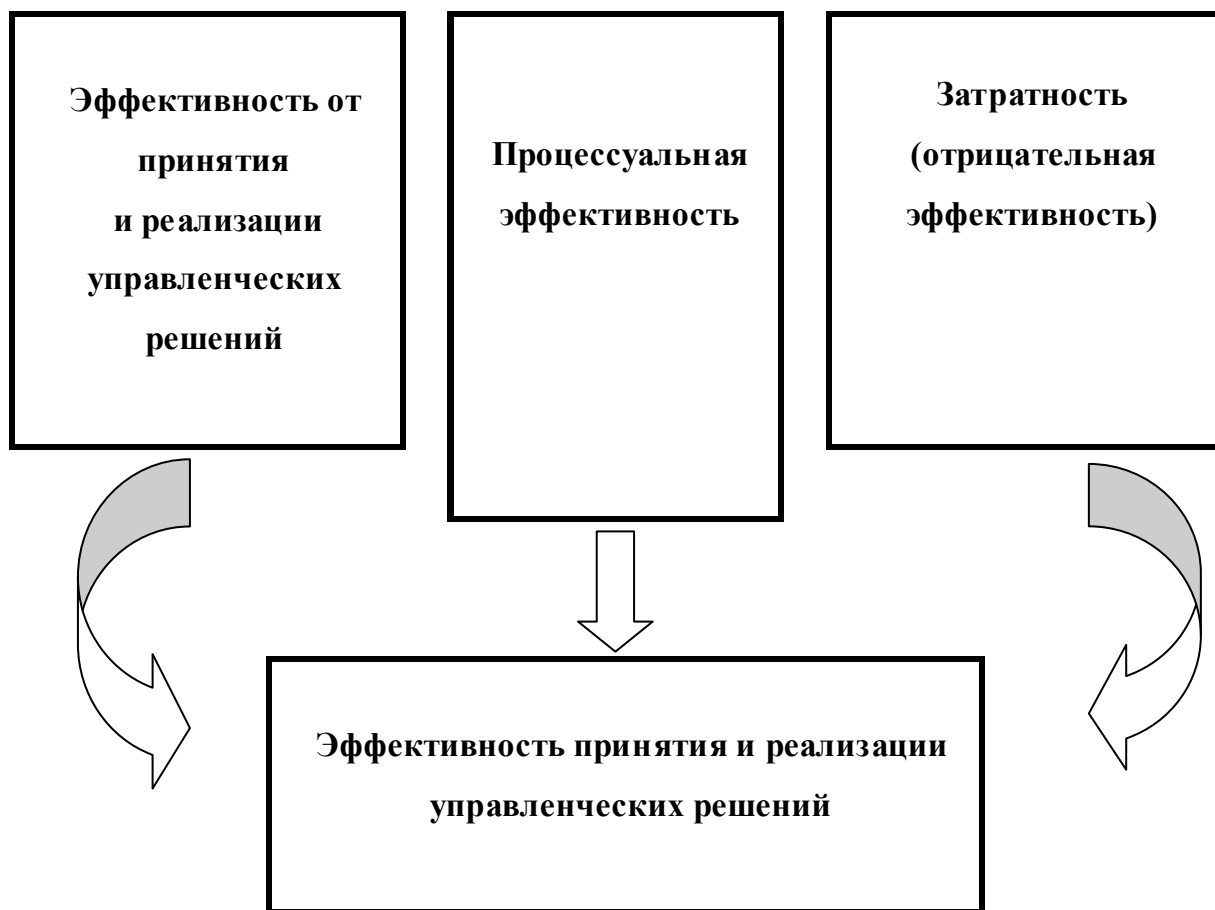 Эффективность от
принятия
и реализации
управленческих
решений
Процессуальная
эффективность
Затратность
(отрицательная
эффективность)
Эффективность принятия и реализации
управленческих решений